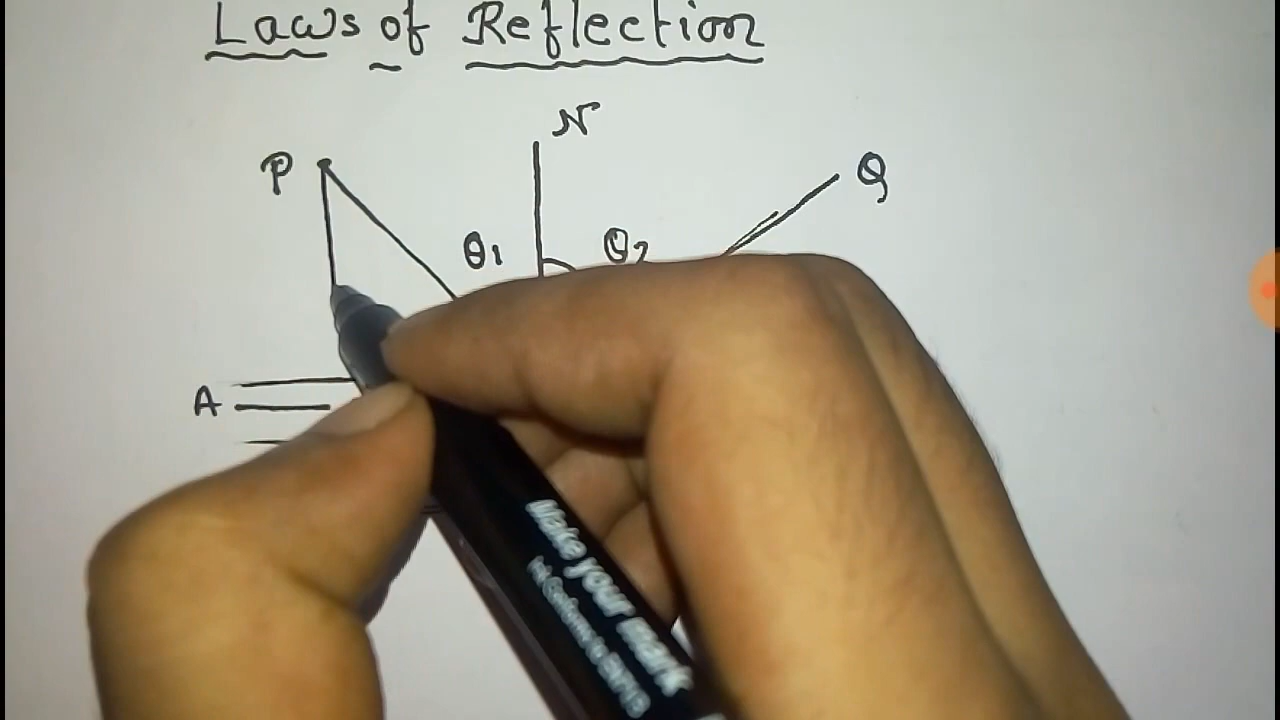 Laws of Reflection
N
P Q
θ1 θ2
A
Make your mark